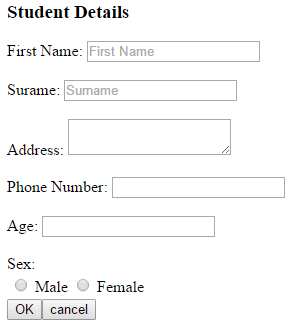 Student Details
First Name: First Name
Surame: Surname
Address:
Phone Number:
Age:
Sex:
Male Female
OK cancel